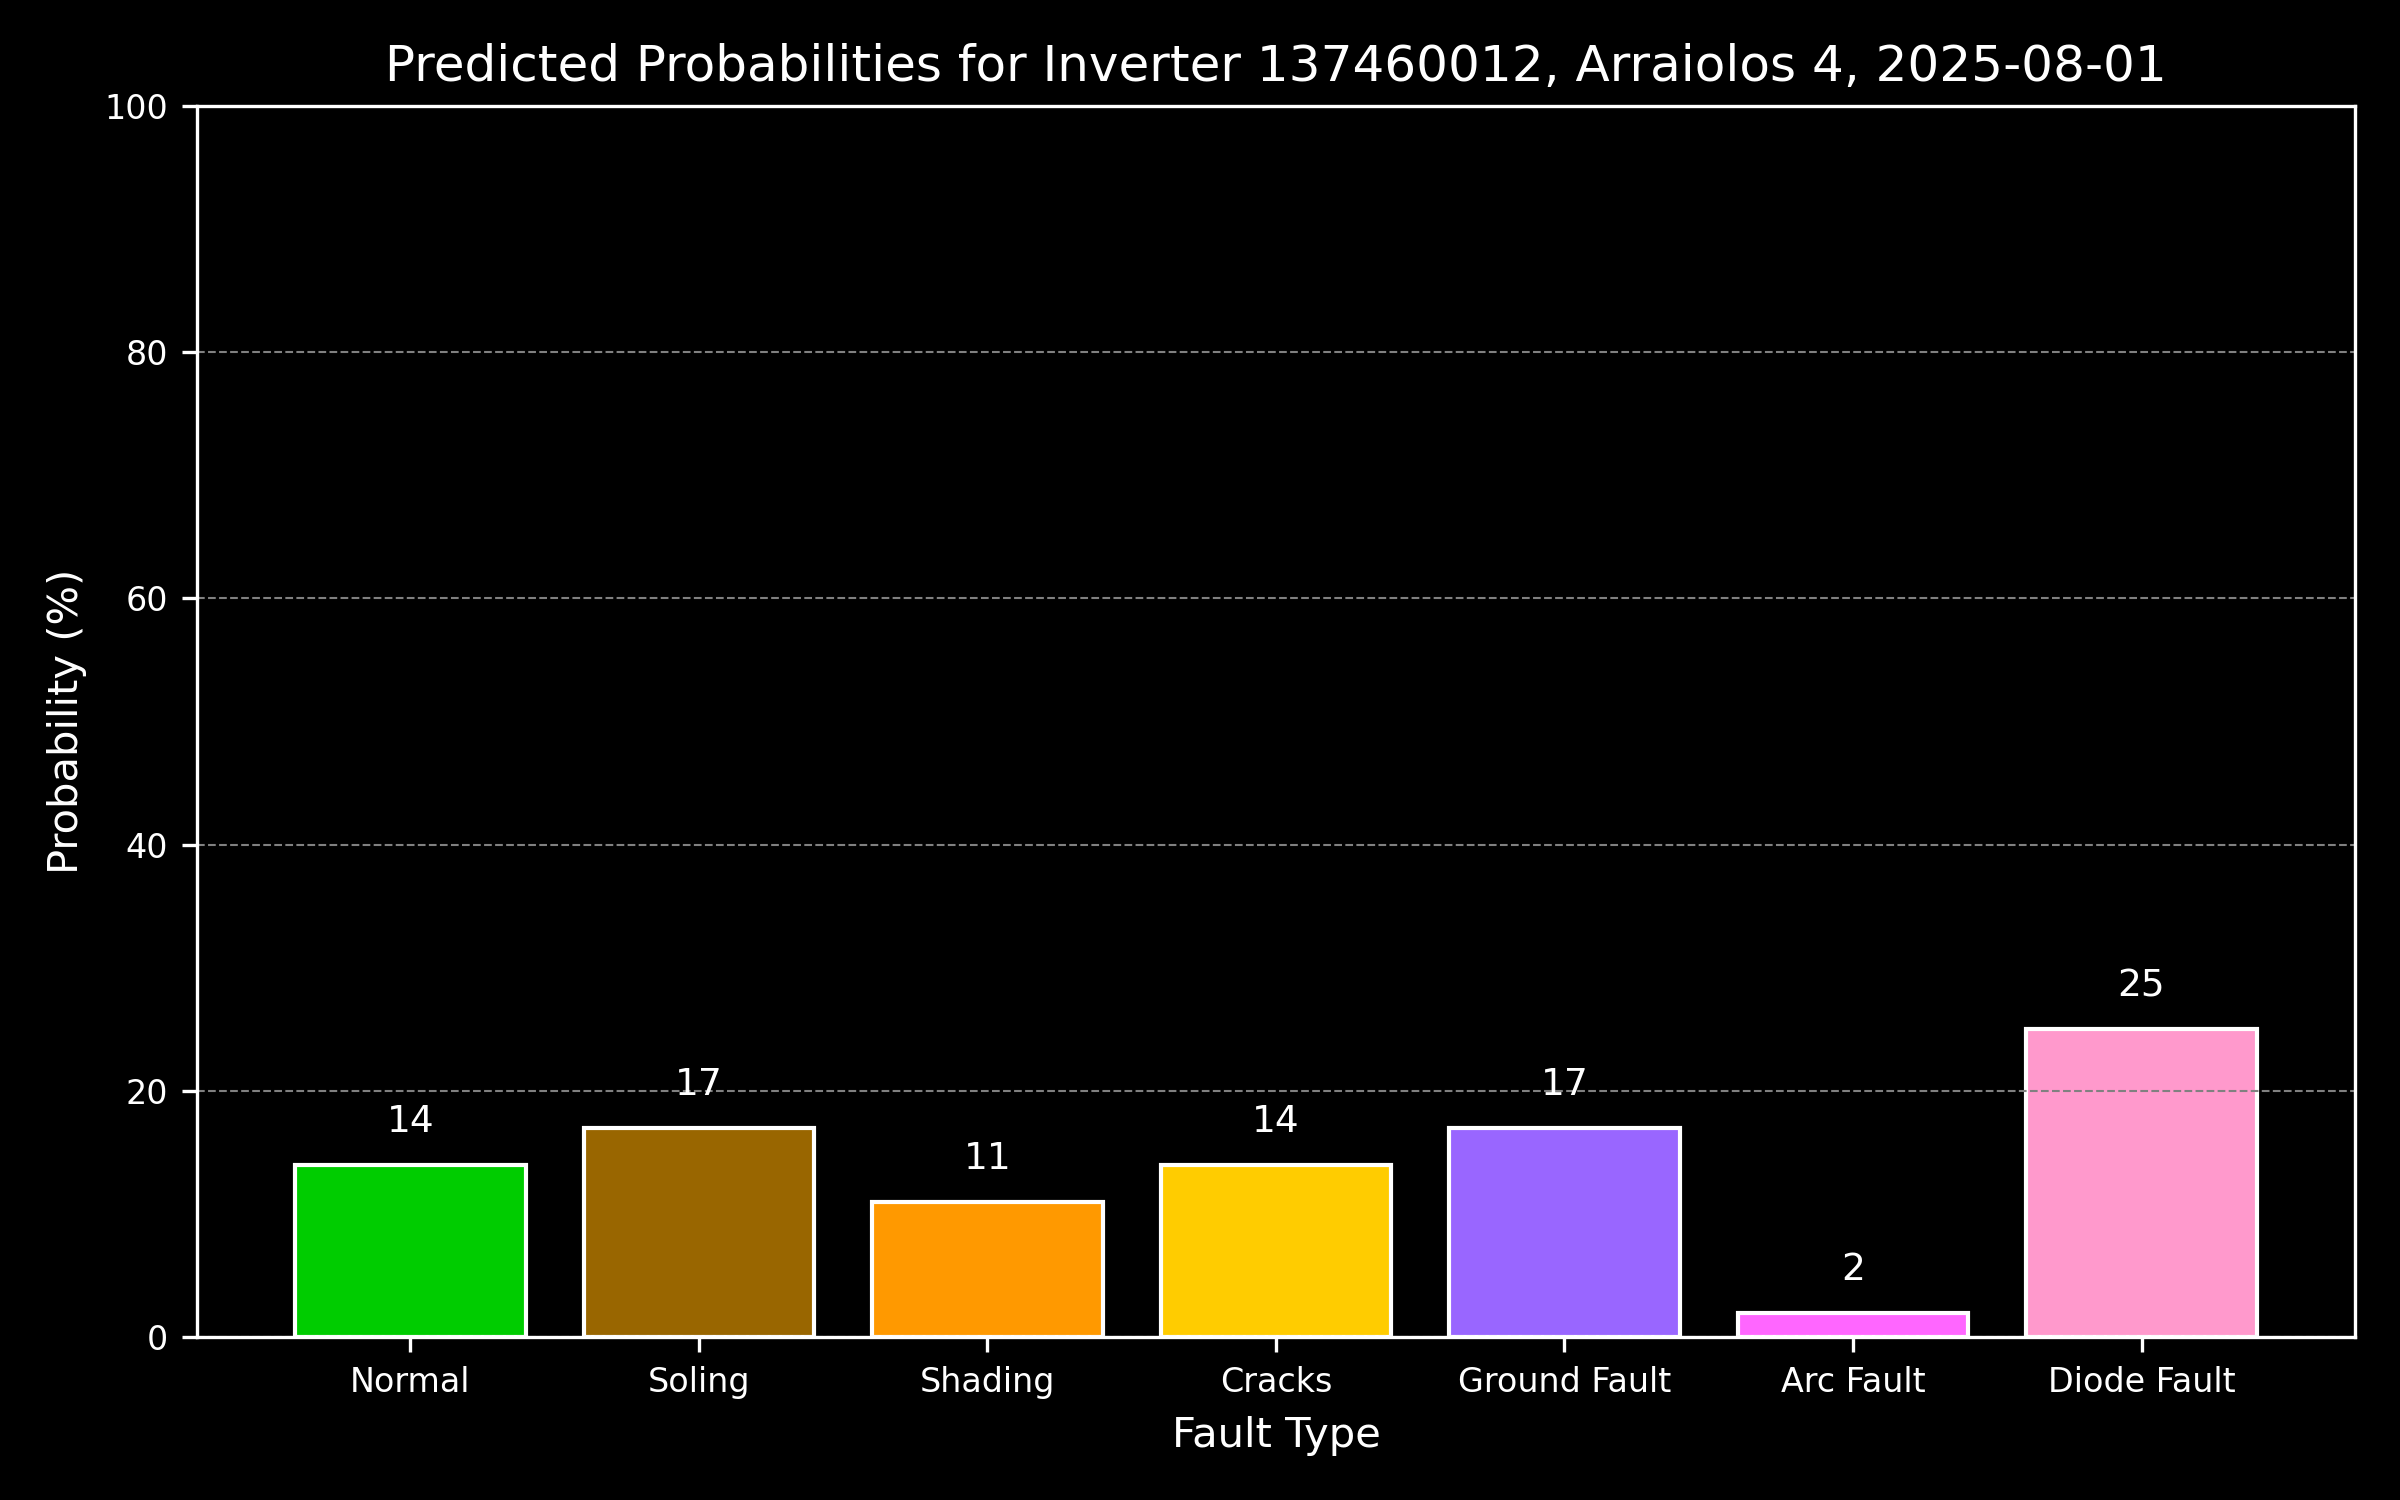 Predicted Probabilities for Inverter 137460012, Arraiolos 4, 2025-08-01
100
80
60
40
20
0
Probability (%)
14
17
11
14
17
2
25
Normal
Soling
Shading
Cracks
Ground Fault
Arc Fault
Diode Fault
Fault Type